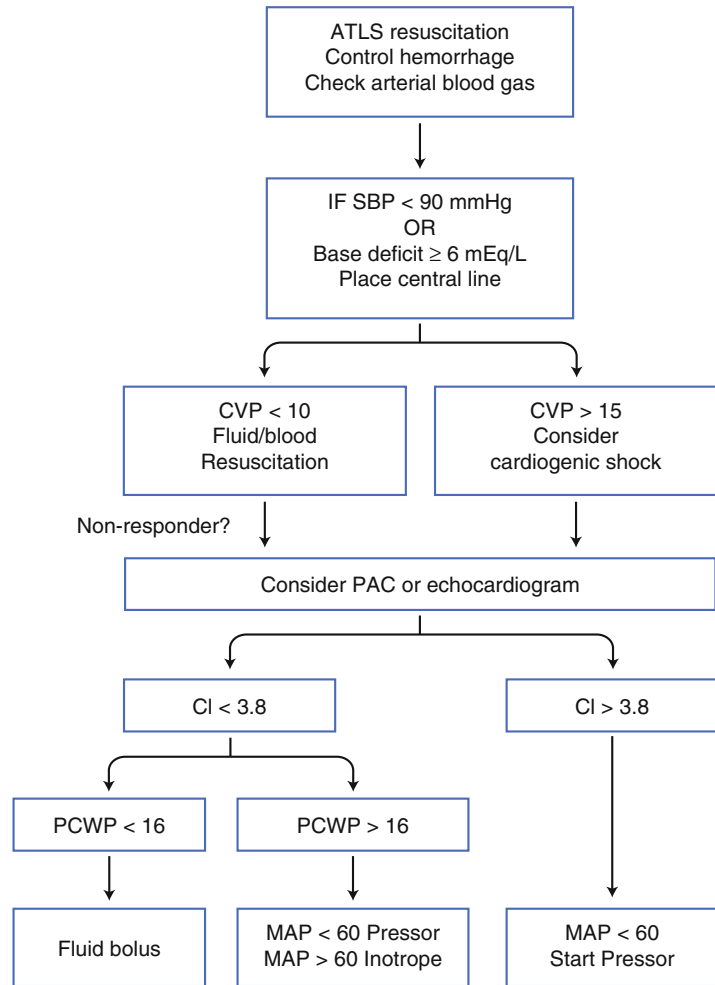 ATLS resuscitation
Control hemorrhage
Check arterial blood gas
IF SBP < 90 mmHg
OR
Base deficit ≥ 6 mEq/L
Place central line
CVP < 10
Fluid/blood
Resuscitation
CVP > 15
Consider
cardiogenic shock
Non-responder?
Consider PAC or echocardiogram
CI < 3.8
CI > 3.8
PCWP < 16
PCWP > 16
Fluid bolus
MAP < 60 Pressor
MAP > 60 Inotrope
MAP < 60
Start Pressor